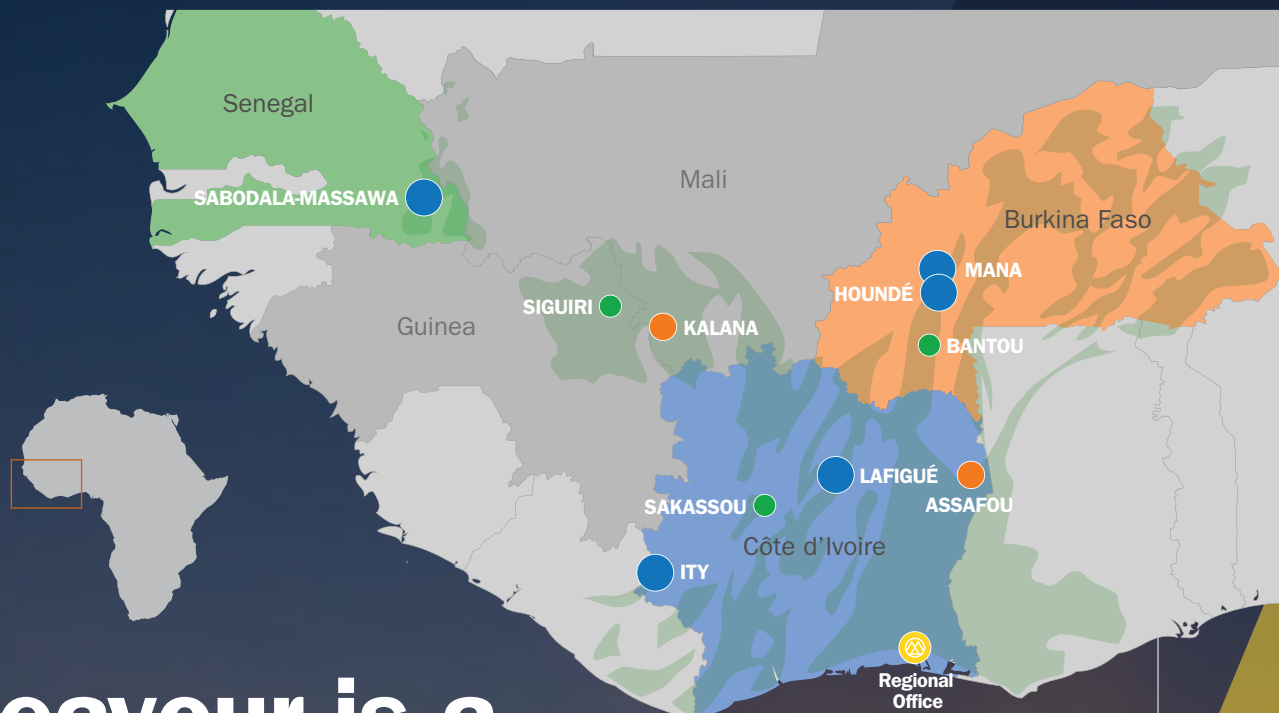 Senegal
Mali
SABODALA-MASSAWA
Burkina Faso
MANA
HOUNDÉ
SIGUIRI
Guinea
KALANA
BANTOU
LAFIGUÉ
SAKASSOU
ASSAFOU
Côte d'Ivoire
ITY
Regional
Office
is a